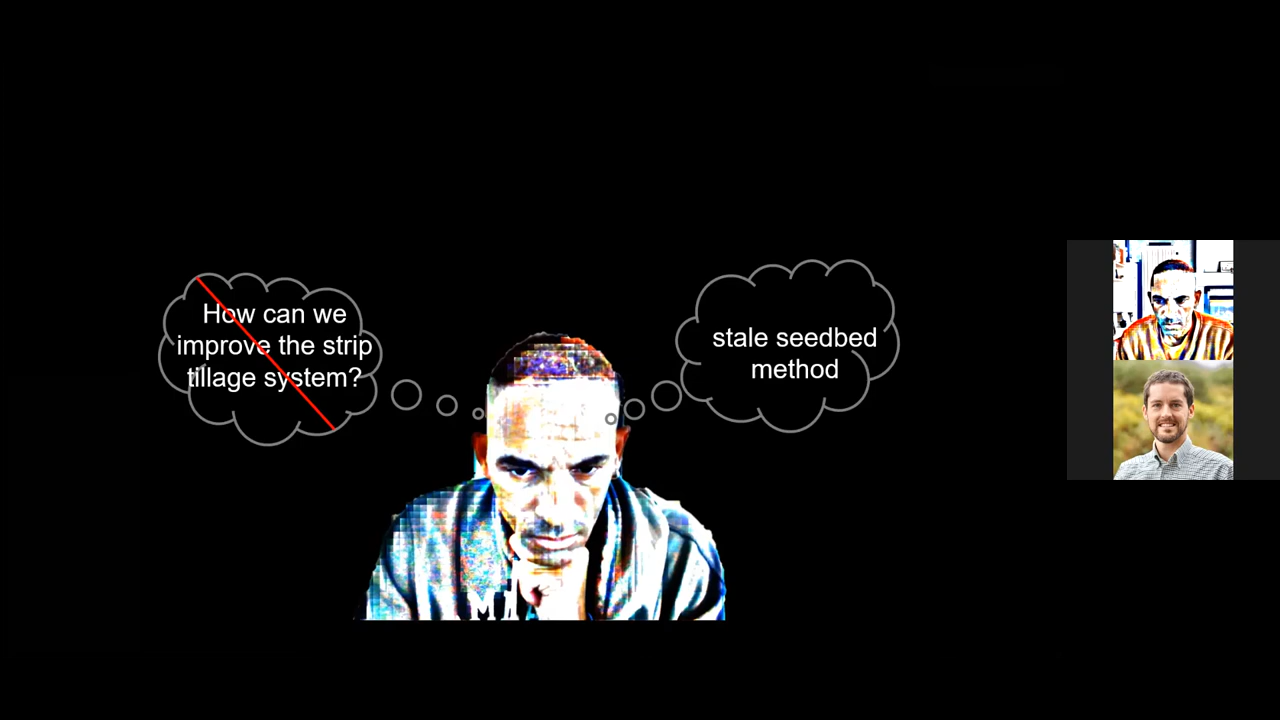 How can we
improve the strip
tillage system?
stale seedbed
method